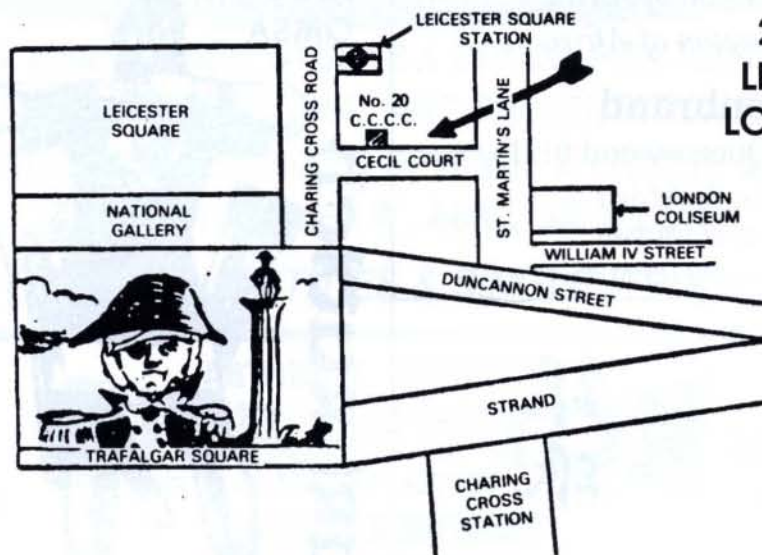 LEICESTER SQUARE
STATION
LEICESTER
SQUARE
CHARING CROSS ROAD
No. 20
C.C.C.C.
CECIL COURT
ST. MARTIN'S LANE
NATIONAL
GALLERY
LONDON
COLISEUM
WILLIAM IV STREET
DUNCANNON STREET
STRAND
TRAFALGAR SQUARE
CHARING
CROSS
STATION